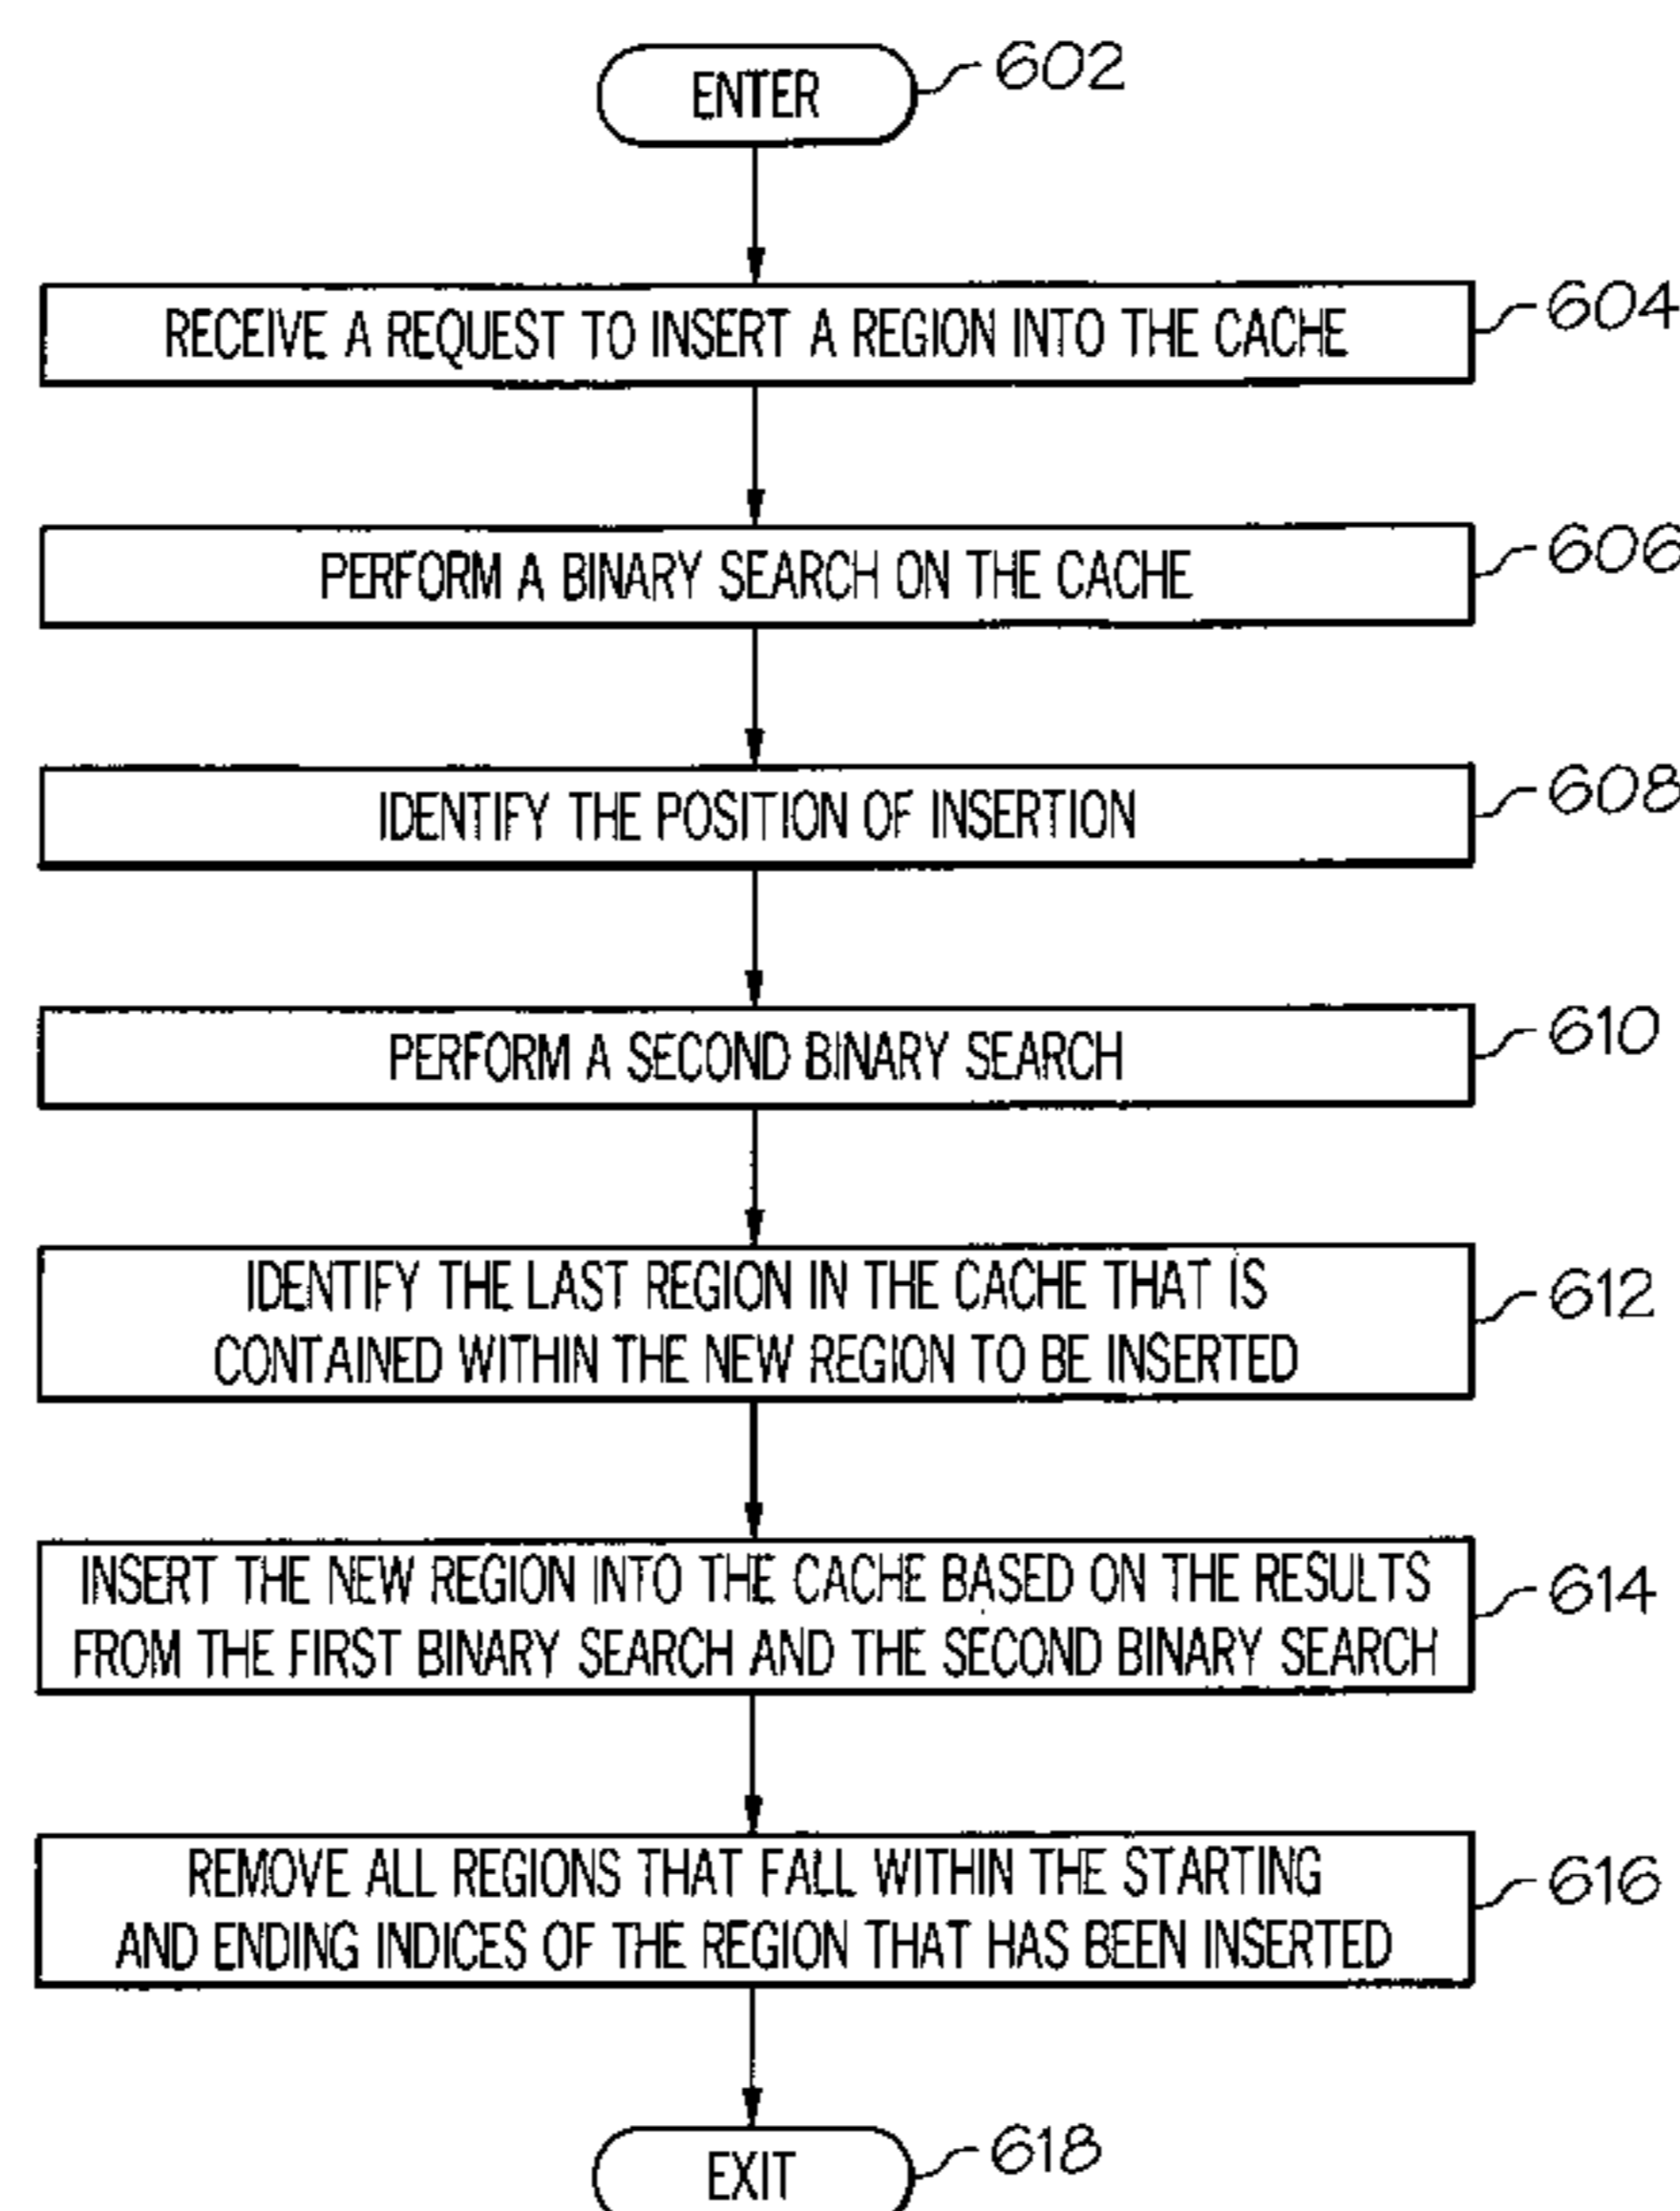 ENTER
602
RECEIVE A REQUEST TO INSERT A REGION INTO THE CACHE
604
PERFORM A BINARY SEARCH ON THE CACHE
606
IDENTIFY THE POSITION OF INSERTION
608
PERFORM A SECOND BINARY SEARCH
610
IDENTIFY THE LAST REGION IN THE CACHE THAT IS
CONTAINED WITHIN THE NEW REGION TO BE INSERTED
612
INSERT THE NEW REGION INTO THE CACHE BASED ON THE RESULTS
FROM THE FIRST BINARY SEARCH AND THE SECOND BINARY SEARCH
614
REMOVE ALL REGIONS THAT FALL WITHIN THE STARTING
AND ENDING INDICES OF THE REGION THAT HAS BEEN INSERTED
616
EXIT
618